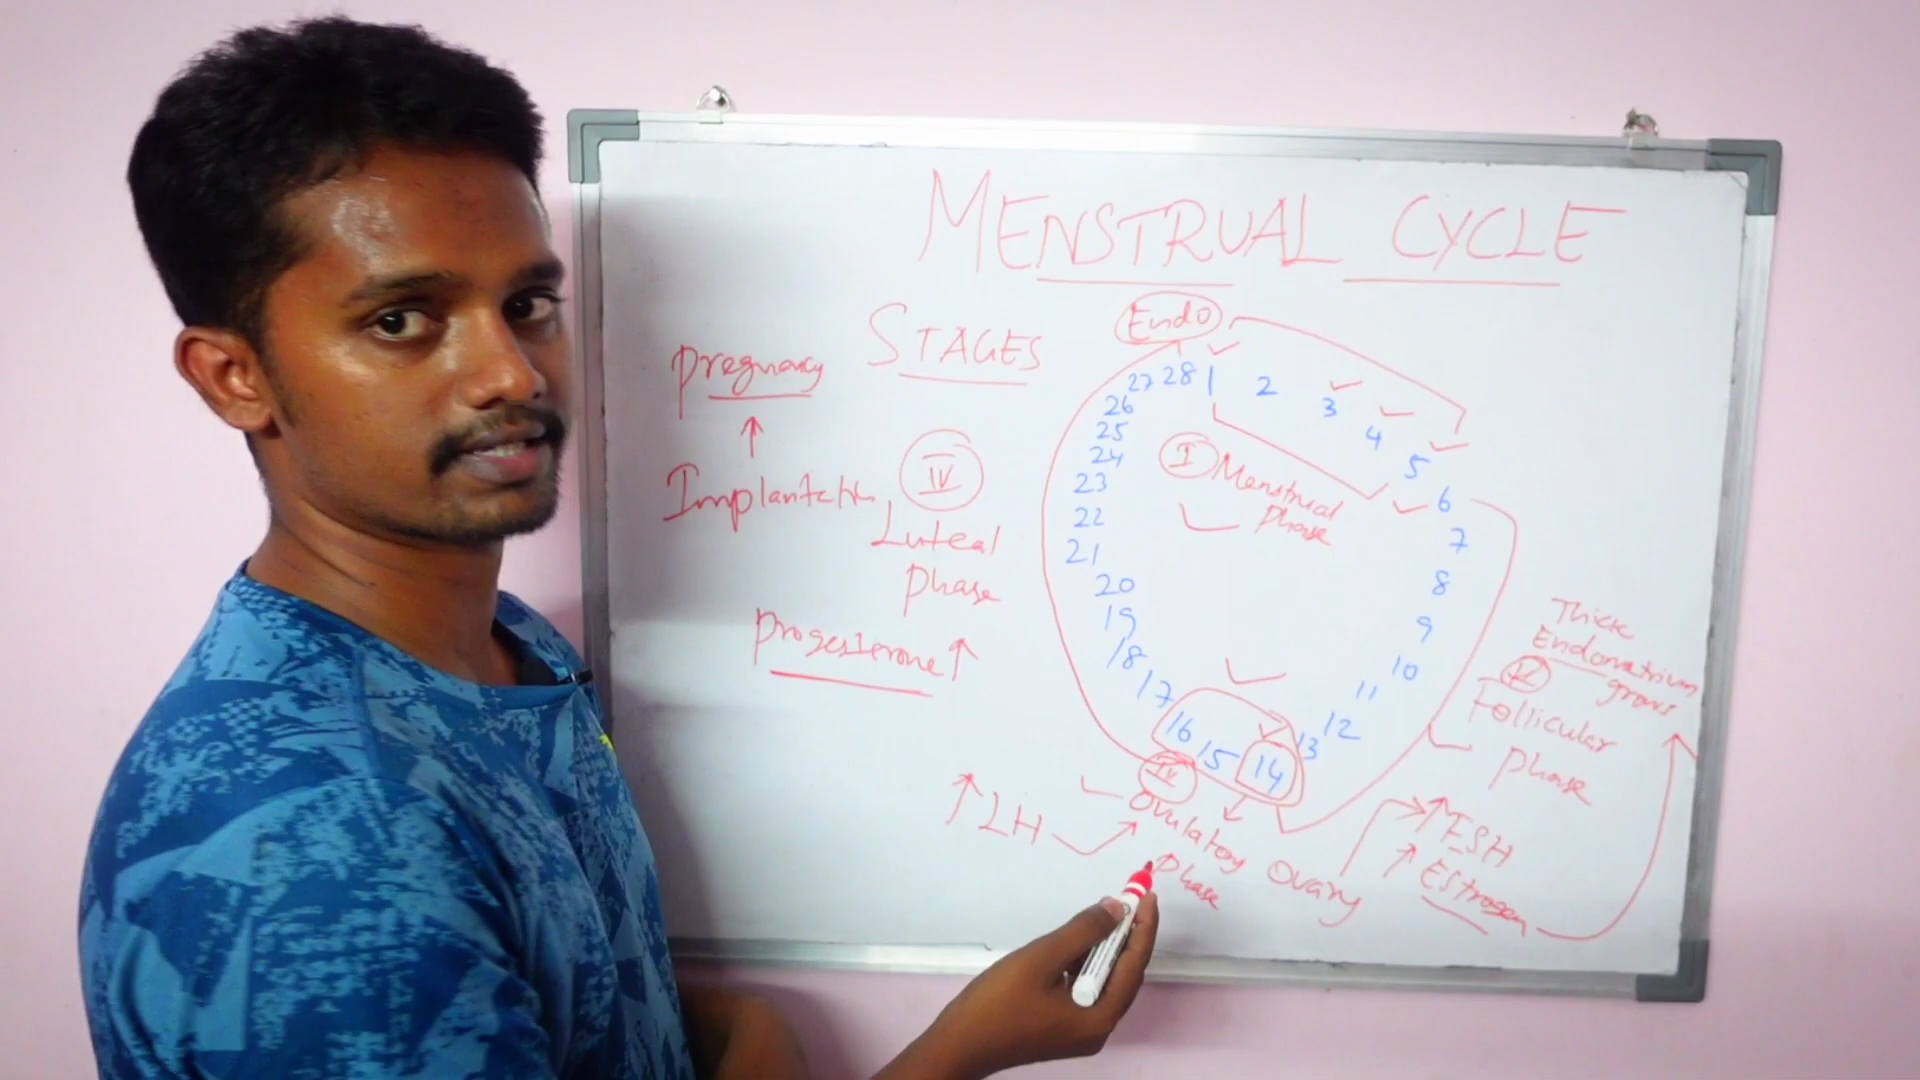 MENSTRUAL CYCLE
STAGES
Endo
pregnancy
↑
Implantatin
IV
Luteal
phase
progesterone ↑
1
2
3
4
5
6
7
8
9
10
11
12
13
14
15
16
17
18
19
20
21
22
23
24
25
26
27
28
I Menstrual
phase
Thick
Endometrium
grows
II
Follicular
phase
IV
Ovulatory
phase
↑ LH
Ovary
↑ FSH
↑ Estrogen